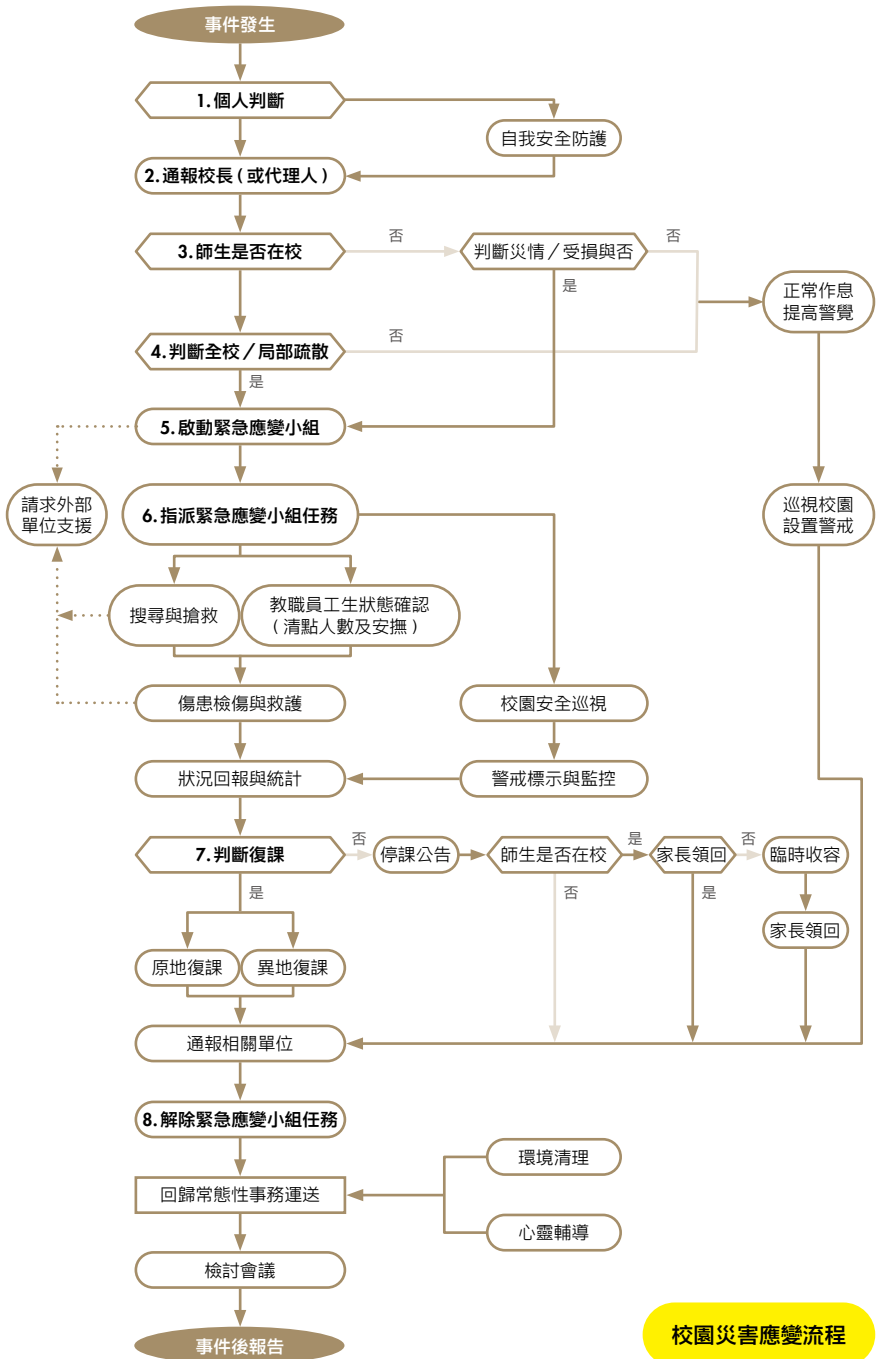 事件發生
1.個人判斷
自我安全防護
2.通報校長(或代理人)
3.師生是否在校
否
判斷災情/受損與否
否
是
正常作息
提高警覺
4.判斷全校/局部疏散
否
是
5.啟動緊急應變小組
請求外部
單位支援
6.指派緊急應變小組任務
巡視校園
設置警戒
搜尋與搶救
教職員工生狀態確認
(清點人數及安撫)
傷患檢傷與救護
校園安全巡視
狀況回報與統計
警戒標示與監控
7.判斷復課
否
停課公告
師生是否在校
是
家長領回
否
臨時收容
是
否
是
家長領回
原地復課
異地復課
通報相關單位
8.解除緊急應變小組任務
環境清理
回歸常態性事務運送
心靈輔導
檢討會議
事件後報告
校園災害應變流程